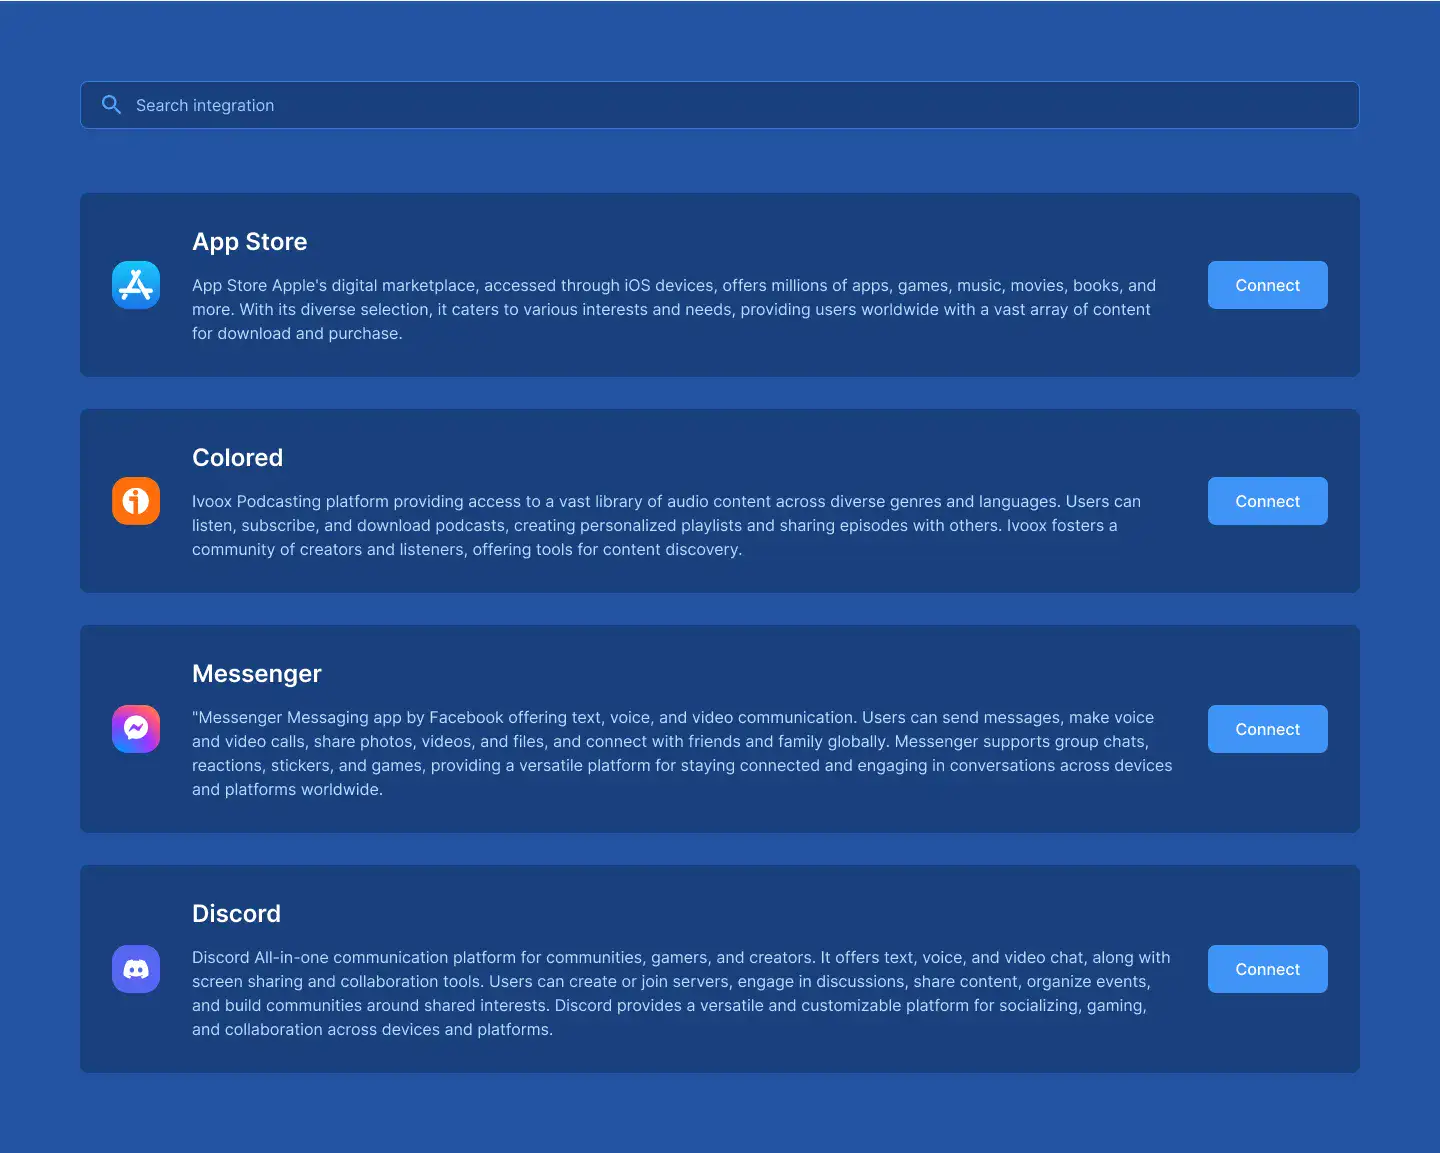 Search integration
App Store
App Store Apple's digital marketplace, accessed through iOS devices, offers millions of apps, games, music, movies, books, and
more. With its diverse selection, it caters to various interests and needs, providing users worldwide with a vast array of content
for download and purchase.
Connect
Colored
Ivoox Podcasting platform providing access to a vast library of audio content across diverse genres and languages. Users can
listen, subscribe, and download podcasts, creating personalized playlists and sharing episodes with others. Ivoox fosters a
community of creators and listeners, offering tools for content discovery.
Connect
Messenger
"Messenger Messaging app by Facebook offering text, voice, and video communication. Users can send messages, make voice
and video calls, share photos, videos, and files, and connect with friends and family globally. Messenger supports group chats,
reactions, stickers, and games, providing a versatile platform for staying connected and engaging in conversations across devices
and platforms worldwide.
Connect
Discord
Discord All-in-one communication platform for communities, gamers, and creators. It offers text, voice, and video chat, along with
screen sharing and collaboration tools. Users can create or join servers, engage in discussions, share content, organize events,
and build communities around shared interests. Discord provides a versatile and customizable platform for socializing, gaming,
and collaboration across devices and platforms.
Connect